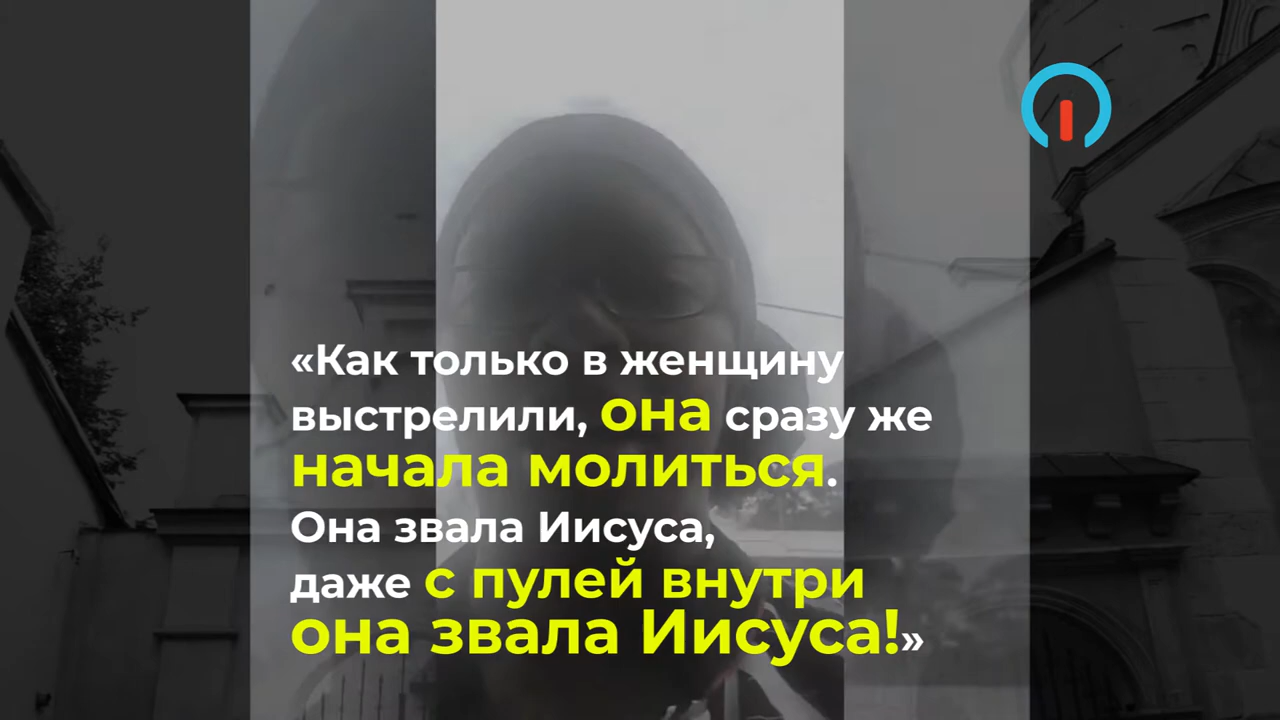 «Как только в женщину
выстрелили, она сразу же
начала молиться.
Она звала Иисуса,
даже с пулей внутри
она звала Иисуса!»